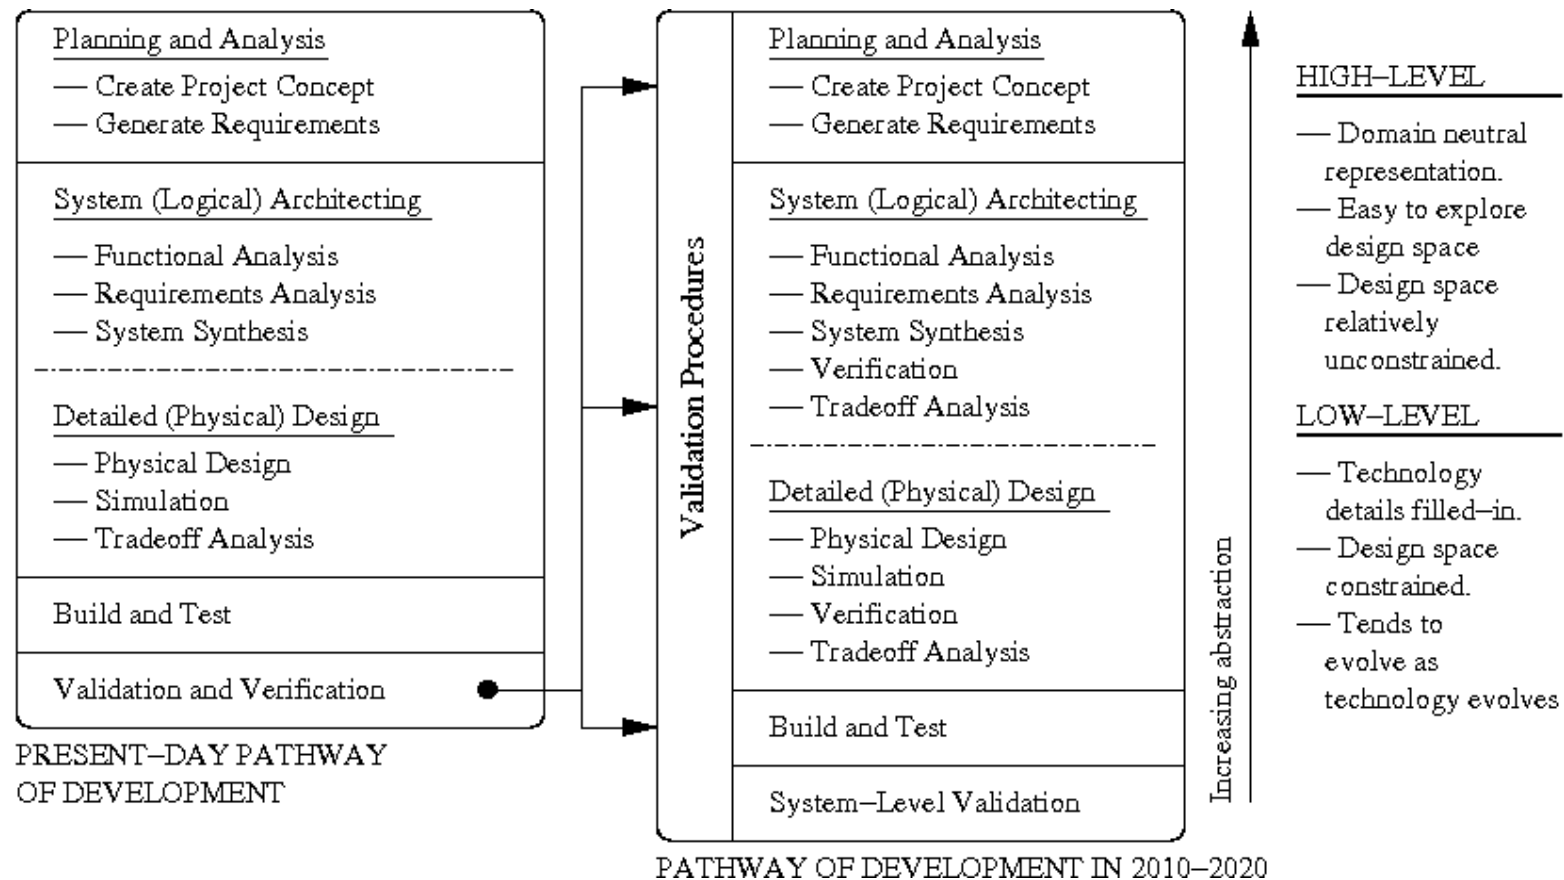 Planning and Analysis
— Create Project Concept
— Generate Requirements
System (Logical) Architecting
— Functional Analysis
— Requirements Analysis
— System Synthesis
Detailed (Physical) Design
— Physical Design
— Simulation
— Tradeoff Analysis
Build and Test
Validation and Verification
PRESENT–DAY PATHWAY
OF DEVELOPMENT
Validation Procedures
Planning and Analysis
— Create Project Concept
— Generate Requirements
System (Logical) Architecting
— Functional Analysis
— Requirements Analysis
— System Synthesis
— Verification
— Tradeoff Analysis
Detailed (Physical) Design
— Physical Design
— Simulation
— Verification
— Tradeoff Analysis
Build and Test
System–Level Validation
PATHWAY OF DEVELOPMENT IN 2010–2020
Increasing abstraction
HIGH–LEVEL
— Domain neutral
representation.
— Easy to explore
design space
— Design space
relatively
unconstrained.
LOW–LEVEL
— Technology
details filled–in.
— Design space
constrained.
— Tends to
evolve as
technology evolves